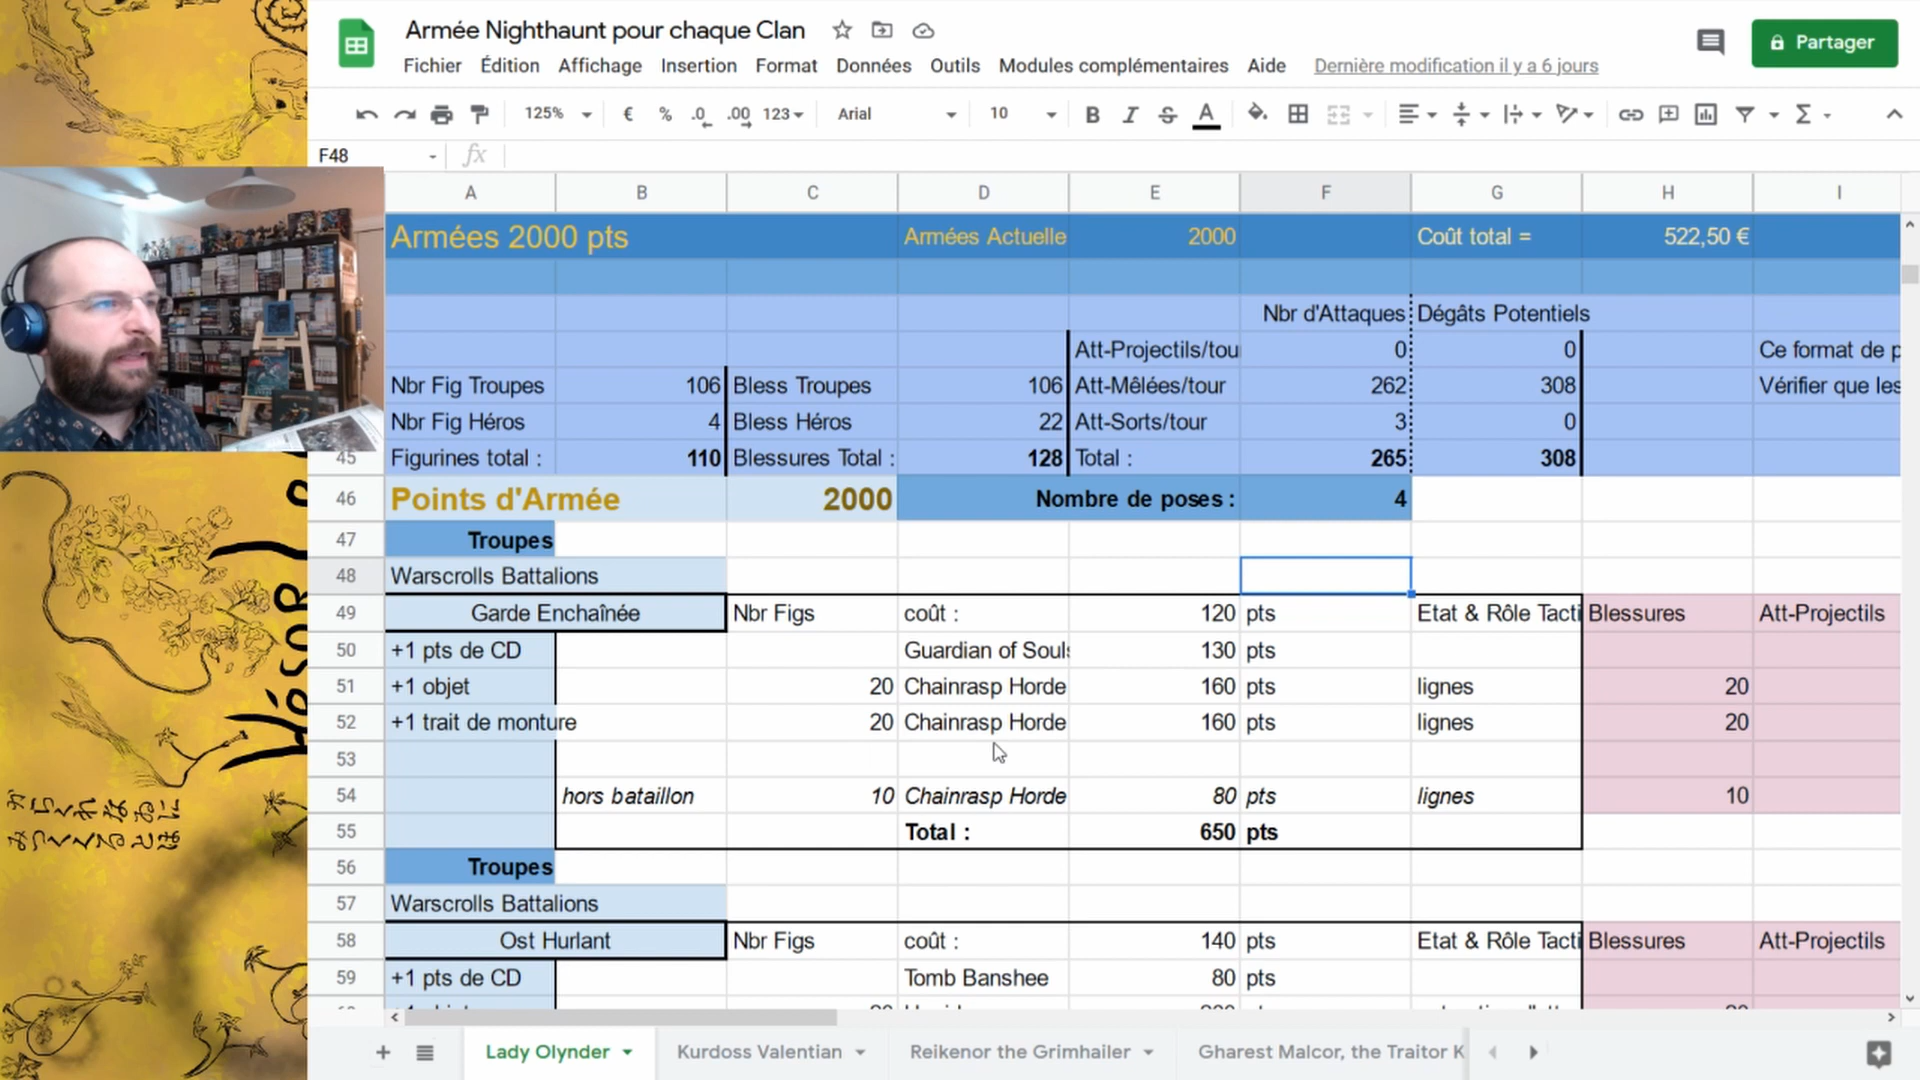 Armée Nighthaunt pour chaque Clan
Partager
Fichier Édition Affichage Insertion Format Données Outils Modules complémentaires Aide Dernière modification il y a 6 jours
125% € % .0 .00 123 Arial 10 B I S A
F48 fx
A B C D E F G H I
Armées 2000 pts Armées Actuelle 2000 Coût total = 522,50 €
Nbr d'Attaques Dégâts Potentiels
Att-Projectils/tou 0 0 Ce format de p
Nbr Fig Troupes 106 Bless Troupes 106 Att-Mêlées/tour 262 308 Vérifier que les
Nbr Fig Héros 4 Bless Héros 22 Att-Sorts/tour 3 0
45 Figurines total : 110 Blessures Total : 128 Total : 265 308
46 Points d'Armée 2000 Nombre de poses : 4
47 Troupes
48 Warscrolls Battalions
49 Garde Enchaînée Nbr Figs coût : 120 pts Etat & Rôle Tacti Blessures Att-Projectils
50 +1 pts de CD Guardian of Souls 130 pts
51 +1 objet 20 Chainrasp Horde 160 pts lignes 20
52 +1 trait de monture 20 Chainrasp Horde 160 pts lignes 20
53
54 hors bataillon 10 Chainrasp Horde 80 pts lignes 10
55 Total : 650 pts
56 Troupes
57 Warscrolls Battalions
58 Ost Hurlant Nbr Figs coût : 140 pts Etat & Rôle Tacti Blessures Att-Projectils
59 +1 pts de CD Tomb Banshee 80 pts
Lady Olynder Kurdoss Valentian Reikenor the Grimhailer Gharest Malcor, the Traitor K